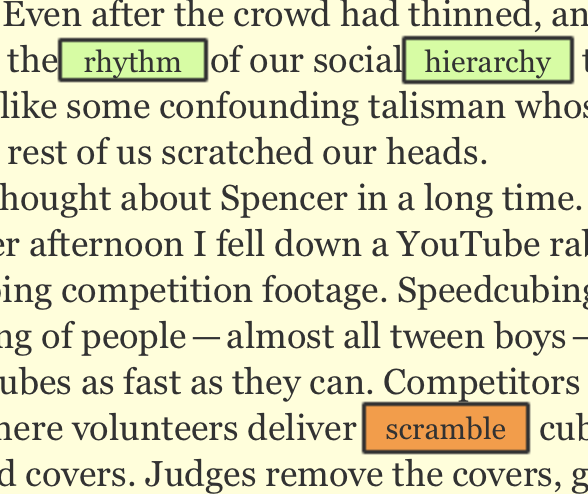 Even after the crowd had thinned, an
the rhythm of our social hierarchy t
like some confounding talisman whos
rest of us scratched our heads.
hought about Spencer in a long time.
er afternoon I fell down a YouTube rab
ing competition footage. Speedcubing
ng of people — almost all tween boys —
ubes as fast as they can. Competitors
here volunteers deliver scramble cub
d covers. Judges remove the covers, g